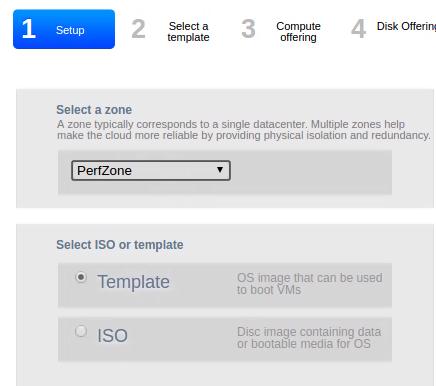 1 Setup 2 Select a template 3 Compute offering 4 Disk Offering
Select a zone
A zone typically corresponds to a single datacenter. Multiple zones help
make the cloud more reliable by providing physical isolation and redundancy.
PerfZone
Select ISO or template
Template
OS image that can be used
to boot VMs
ISO
Disc image containing data
or bootable media for OS